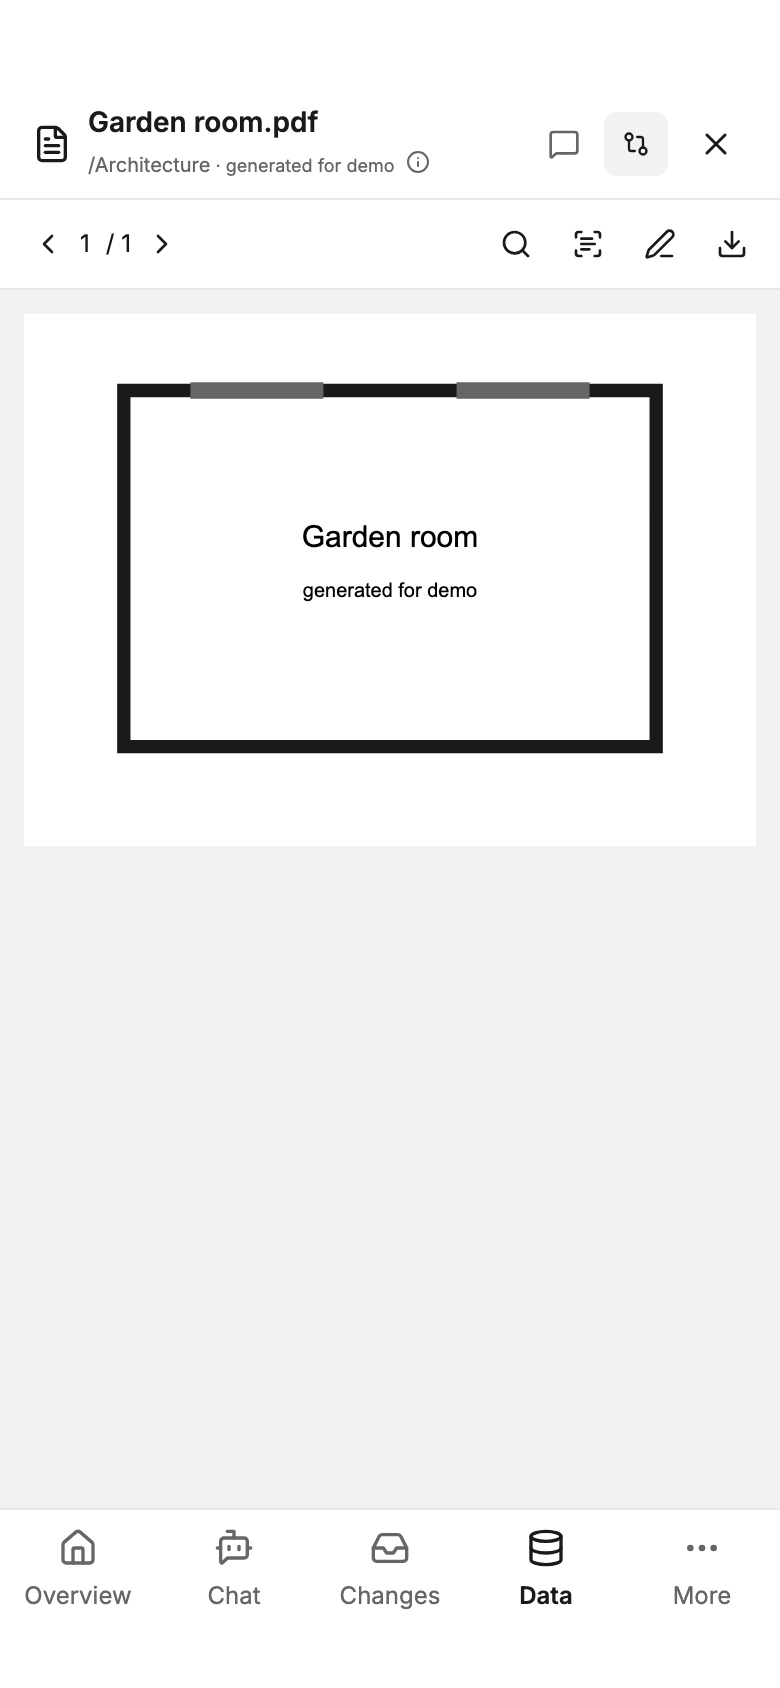 Garden room.pdf
/Architecture · generated for demo
1 / 1
Garden room
generated for demo
Overview
Chat
Changes
Data
More